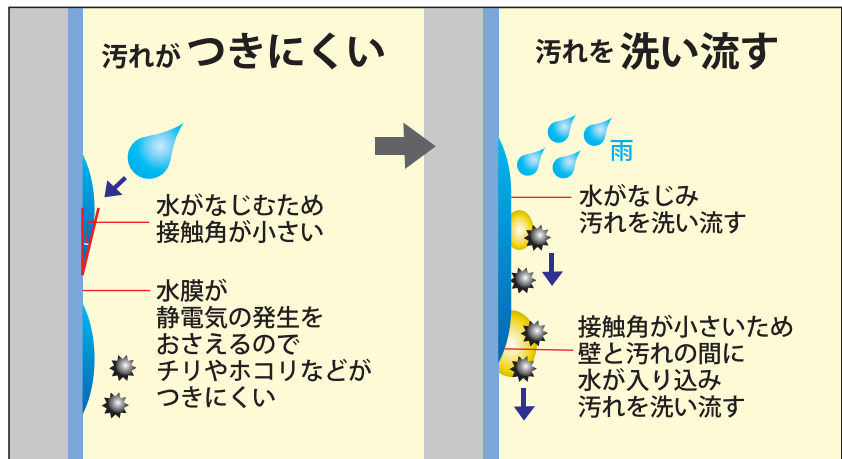 汚れがつきにくい
水がなじむため
接触角が小さい
水膜が
静電気の発生を
おさえるので
チリやホコリなどが
つきにくい
汚れを洗い流す
雨
水がなじみ
汚れを洗い流す
接触角が小さいため
壁と汚れの間に
水が入り込み
汚れを洗い流す